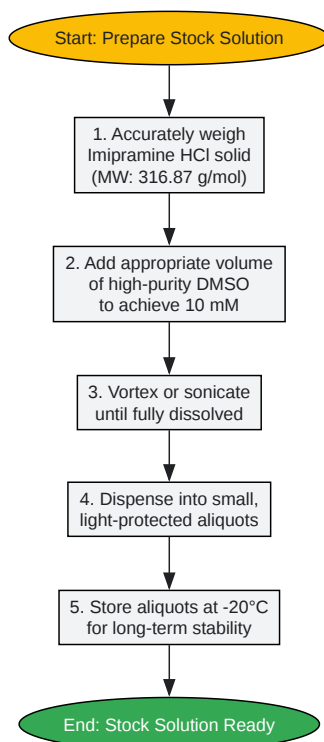 Start: Prepare Stock Solution
1. Accurately weigh
Imipramine HCl solid
(MW: 316.87 g/mol)
2. Add appropriate volume
of high-purity DMSO
to achieve 10 mM
3. Vortex or sonicate
until fully dissolved
4. Dispense into small,
light-protected aliquots
5. Store aliquots at -20°C
for long-term stability
End: Stock Solution Ready